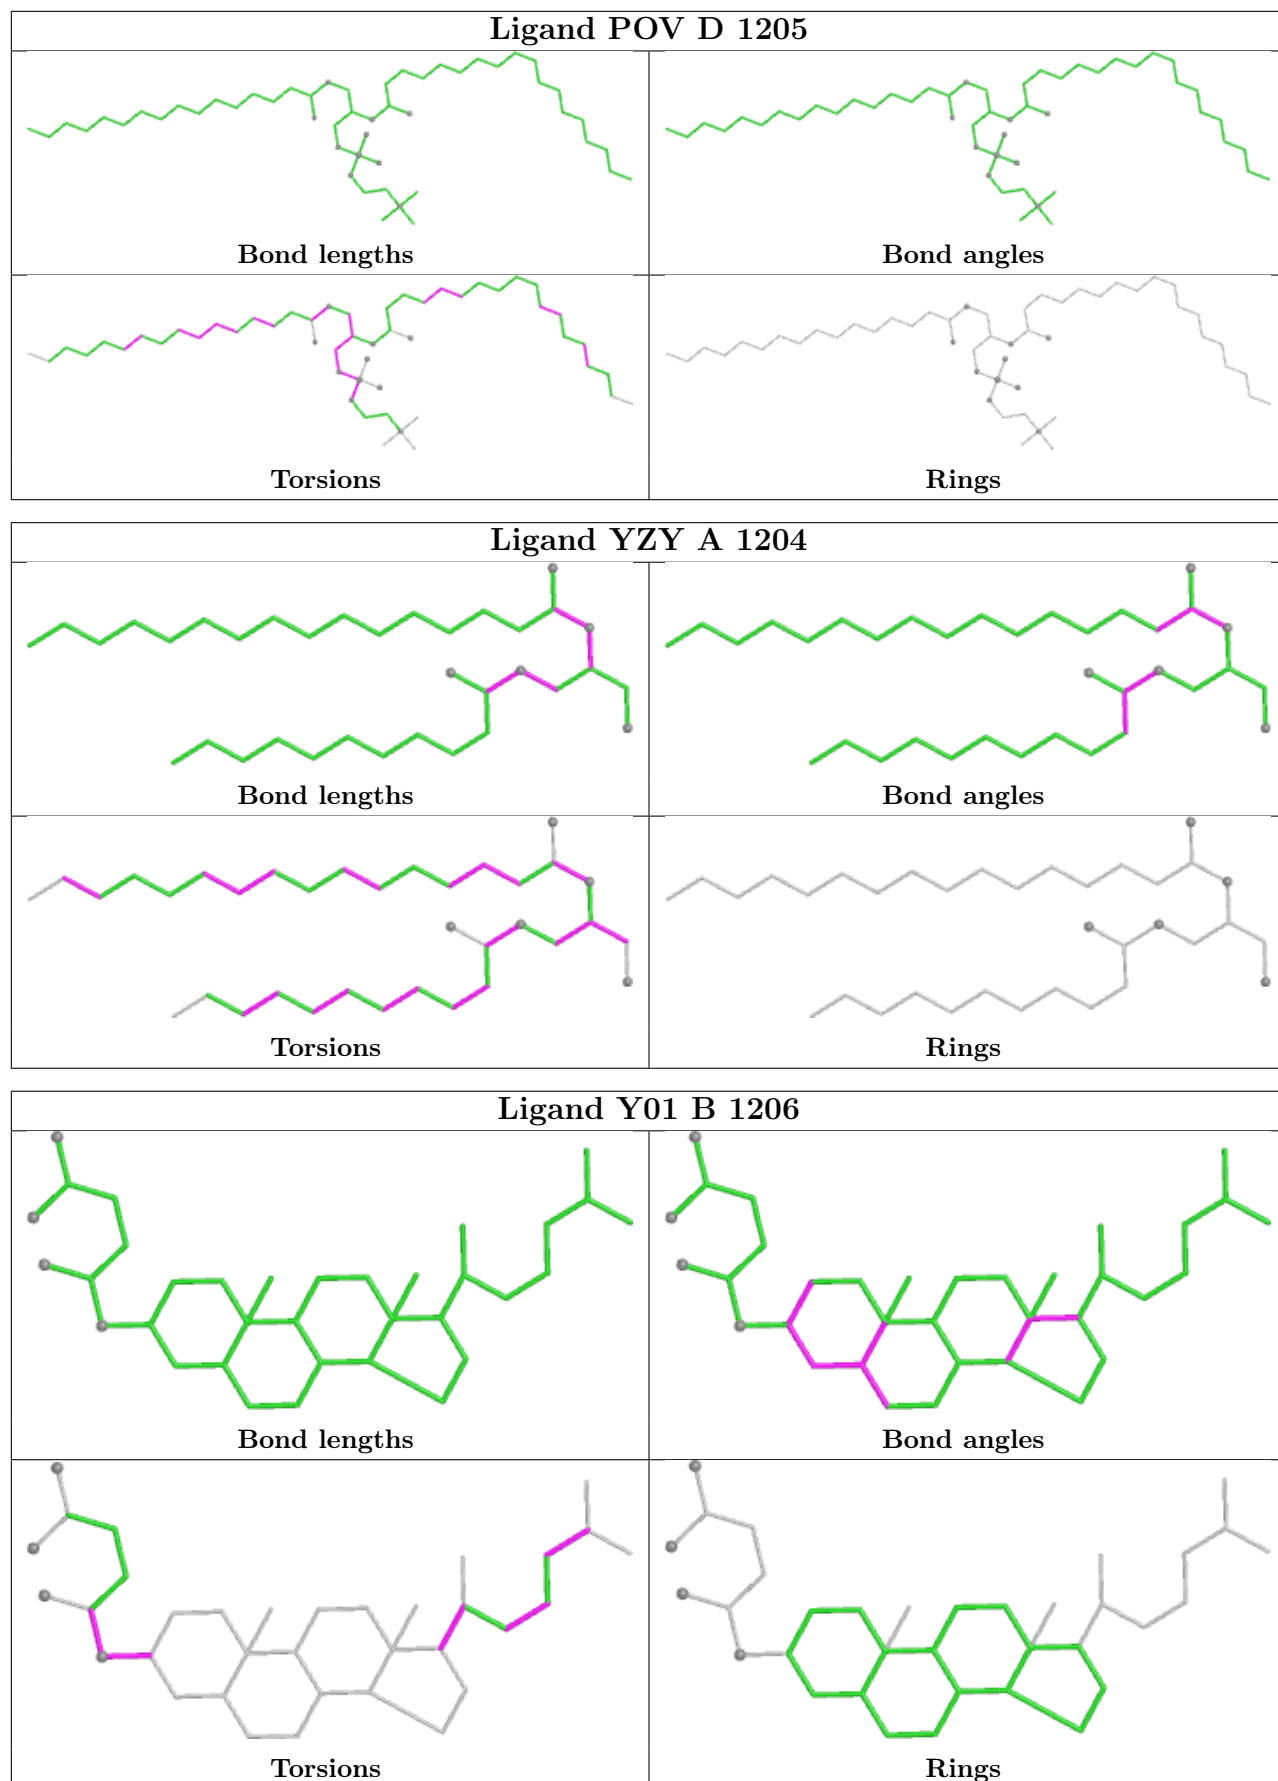 Ligand POV D 1205
Bond lengths
Bond angles
Torsions
Rings
Ligand YZY A 1204
Bond lengths
Bond angles
Torsions
Rings
Ligand Y01 B 1206
Bond lengths
Bond angles
Torsions
Rings